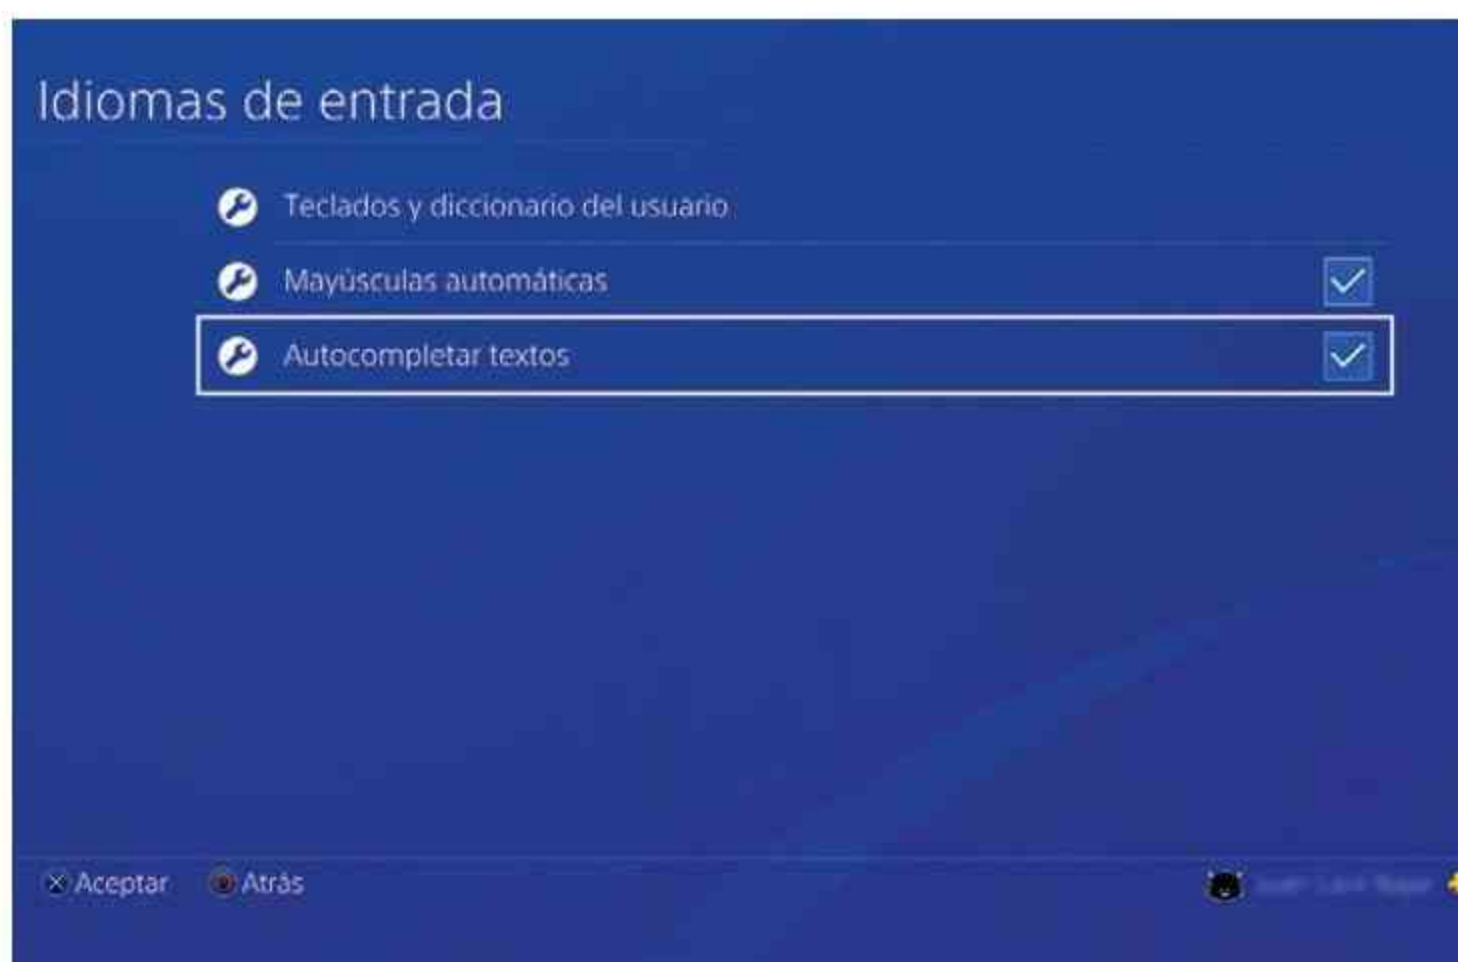 Idiomas de entrada
Teclados y diccionario del usuario
Mayúsculas automáticas
Autocompletar textos
Aceptar Atrás